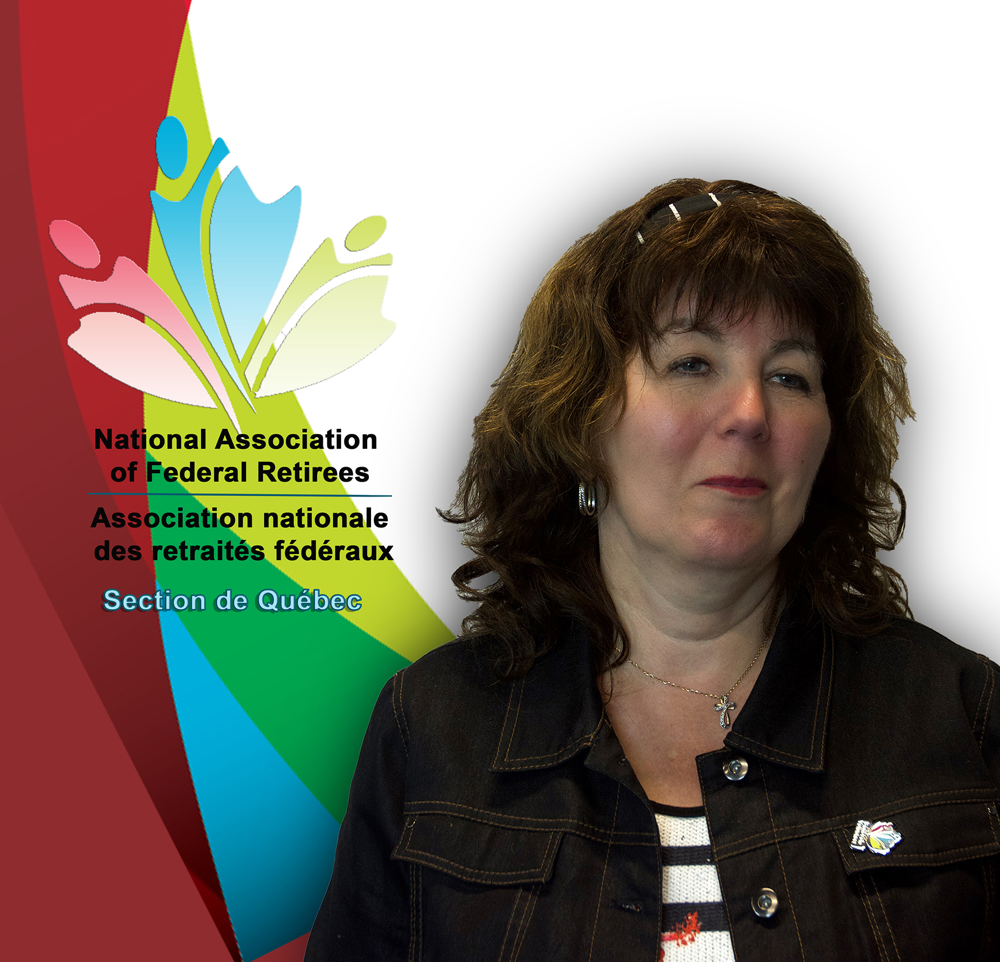 National Association
of Federal Retirees
Association nationale
des retraités fédéraux
Section de Québec